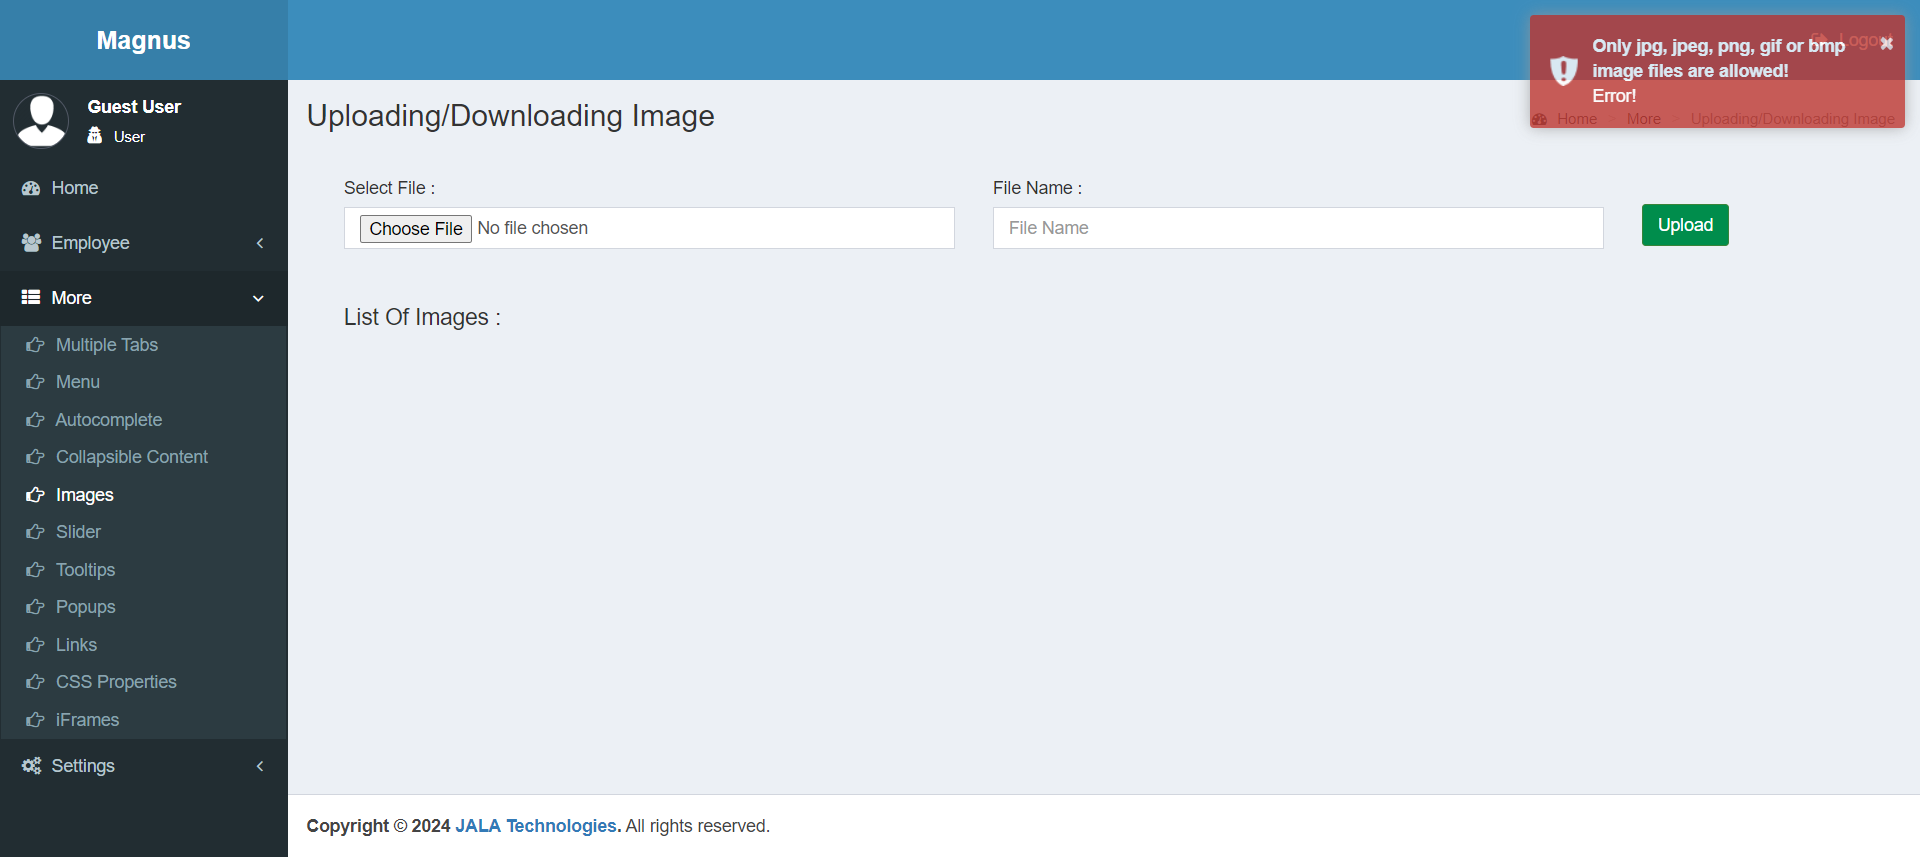 Magnus
Logout
Only jpg, jpeg, png, gif or bmp
image files are allowed!
Error!
Guest User
User
Uploading/Downloading Image
Home > More > Uploading/Downloading Image
Home
Employee
More
Multiple Tabs
Menu
Autocomplete
Collapsible Content
Images
Slider
Tooltips
Popups
Links
CSS Properties
iFrames
Settings
Select File :
File Name :
Choose File No file chosen
File Name
Upload
List Of Images :
Copyright © 2024 JALA Technologies. All rights reserved.